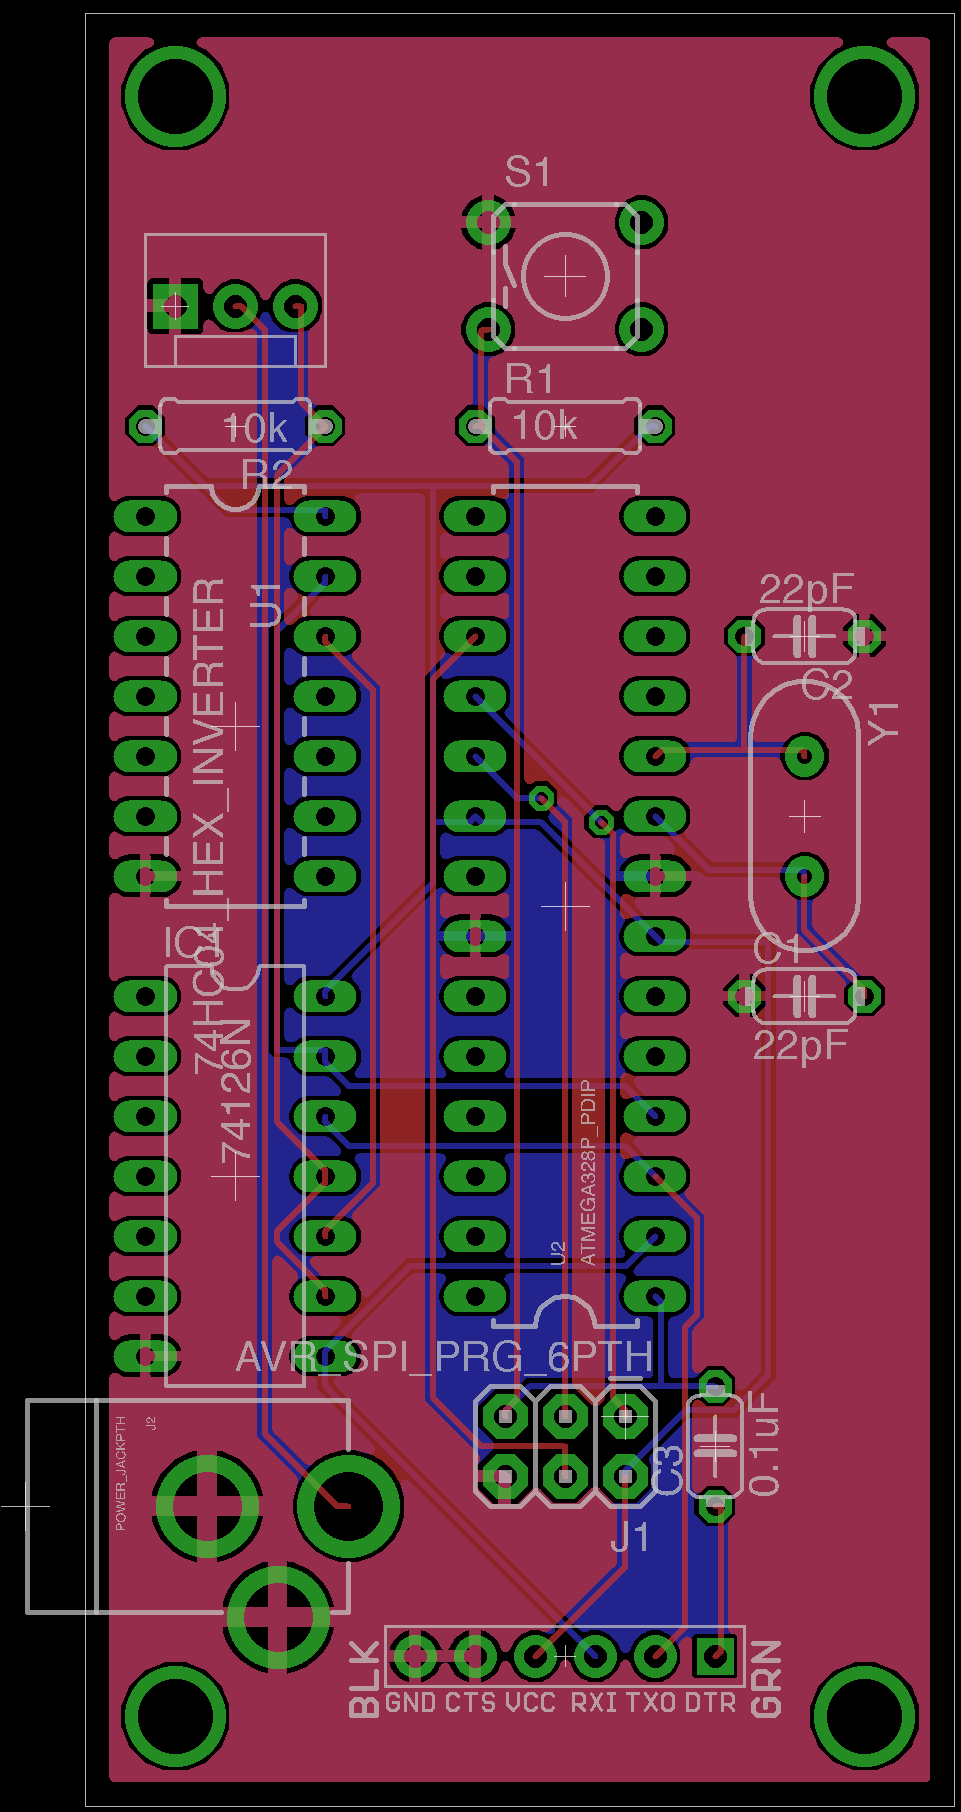 S1
R1
10k
10k
R2
U1
HEX_INVERTER
22pF
C2
Y1
IC1
74HC04
74126N
C1
22pF
ATMEGA328P_PDIP
U2
AVR_SPI_PRG_6PTH
POWER_JACKPTH
J2
C3
0.1uF
J1
BLK
GND CTS VCC RXI TXO DTR
GRN